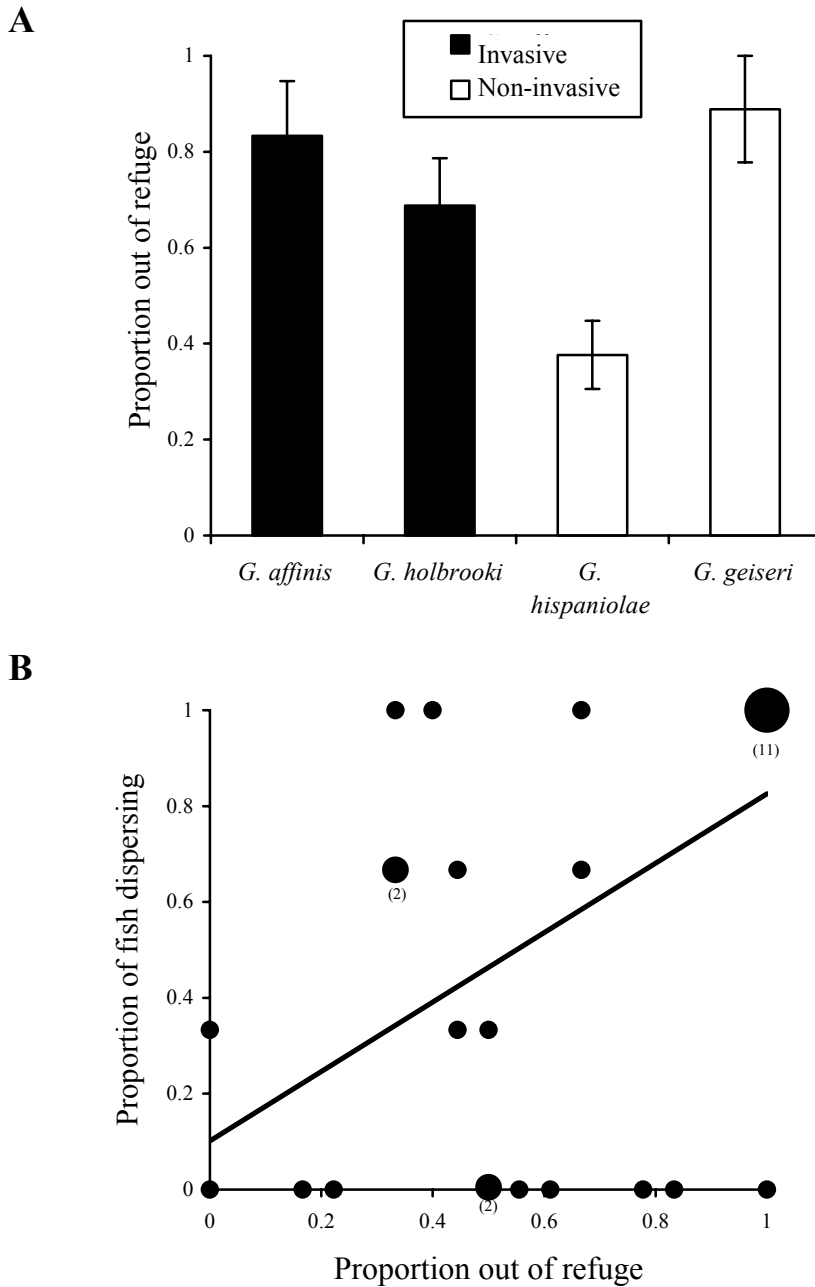 A
Invasive
Non-invasive
Proportion out of refuge
1
0.8
0.6
0.4
0.2
0
G. affinis
G. holbrooki
G.
hispaniolae
G. geiseri
B
Proportion of fish dispersing
1
0.8
0.6
0.4
0.2
0
(11)
(2)
(2)
0
0.2
0.4
0.6
0.8
1
Proportion out of refuge